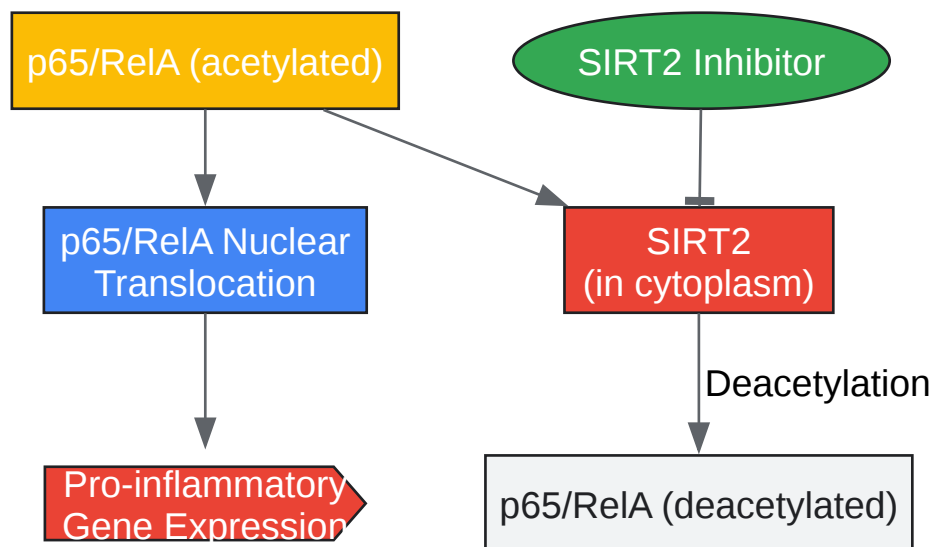 p65/RelA (acetylated)
SIRT2 Inhibitor
p65/RelA Nuclear
Translocation
SIRT2
(in cytoplasm)
Deacetylation
Pro-inflammatory
Gene Expression
p65/RelA (deacetylated)